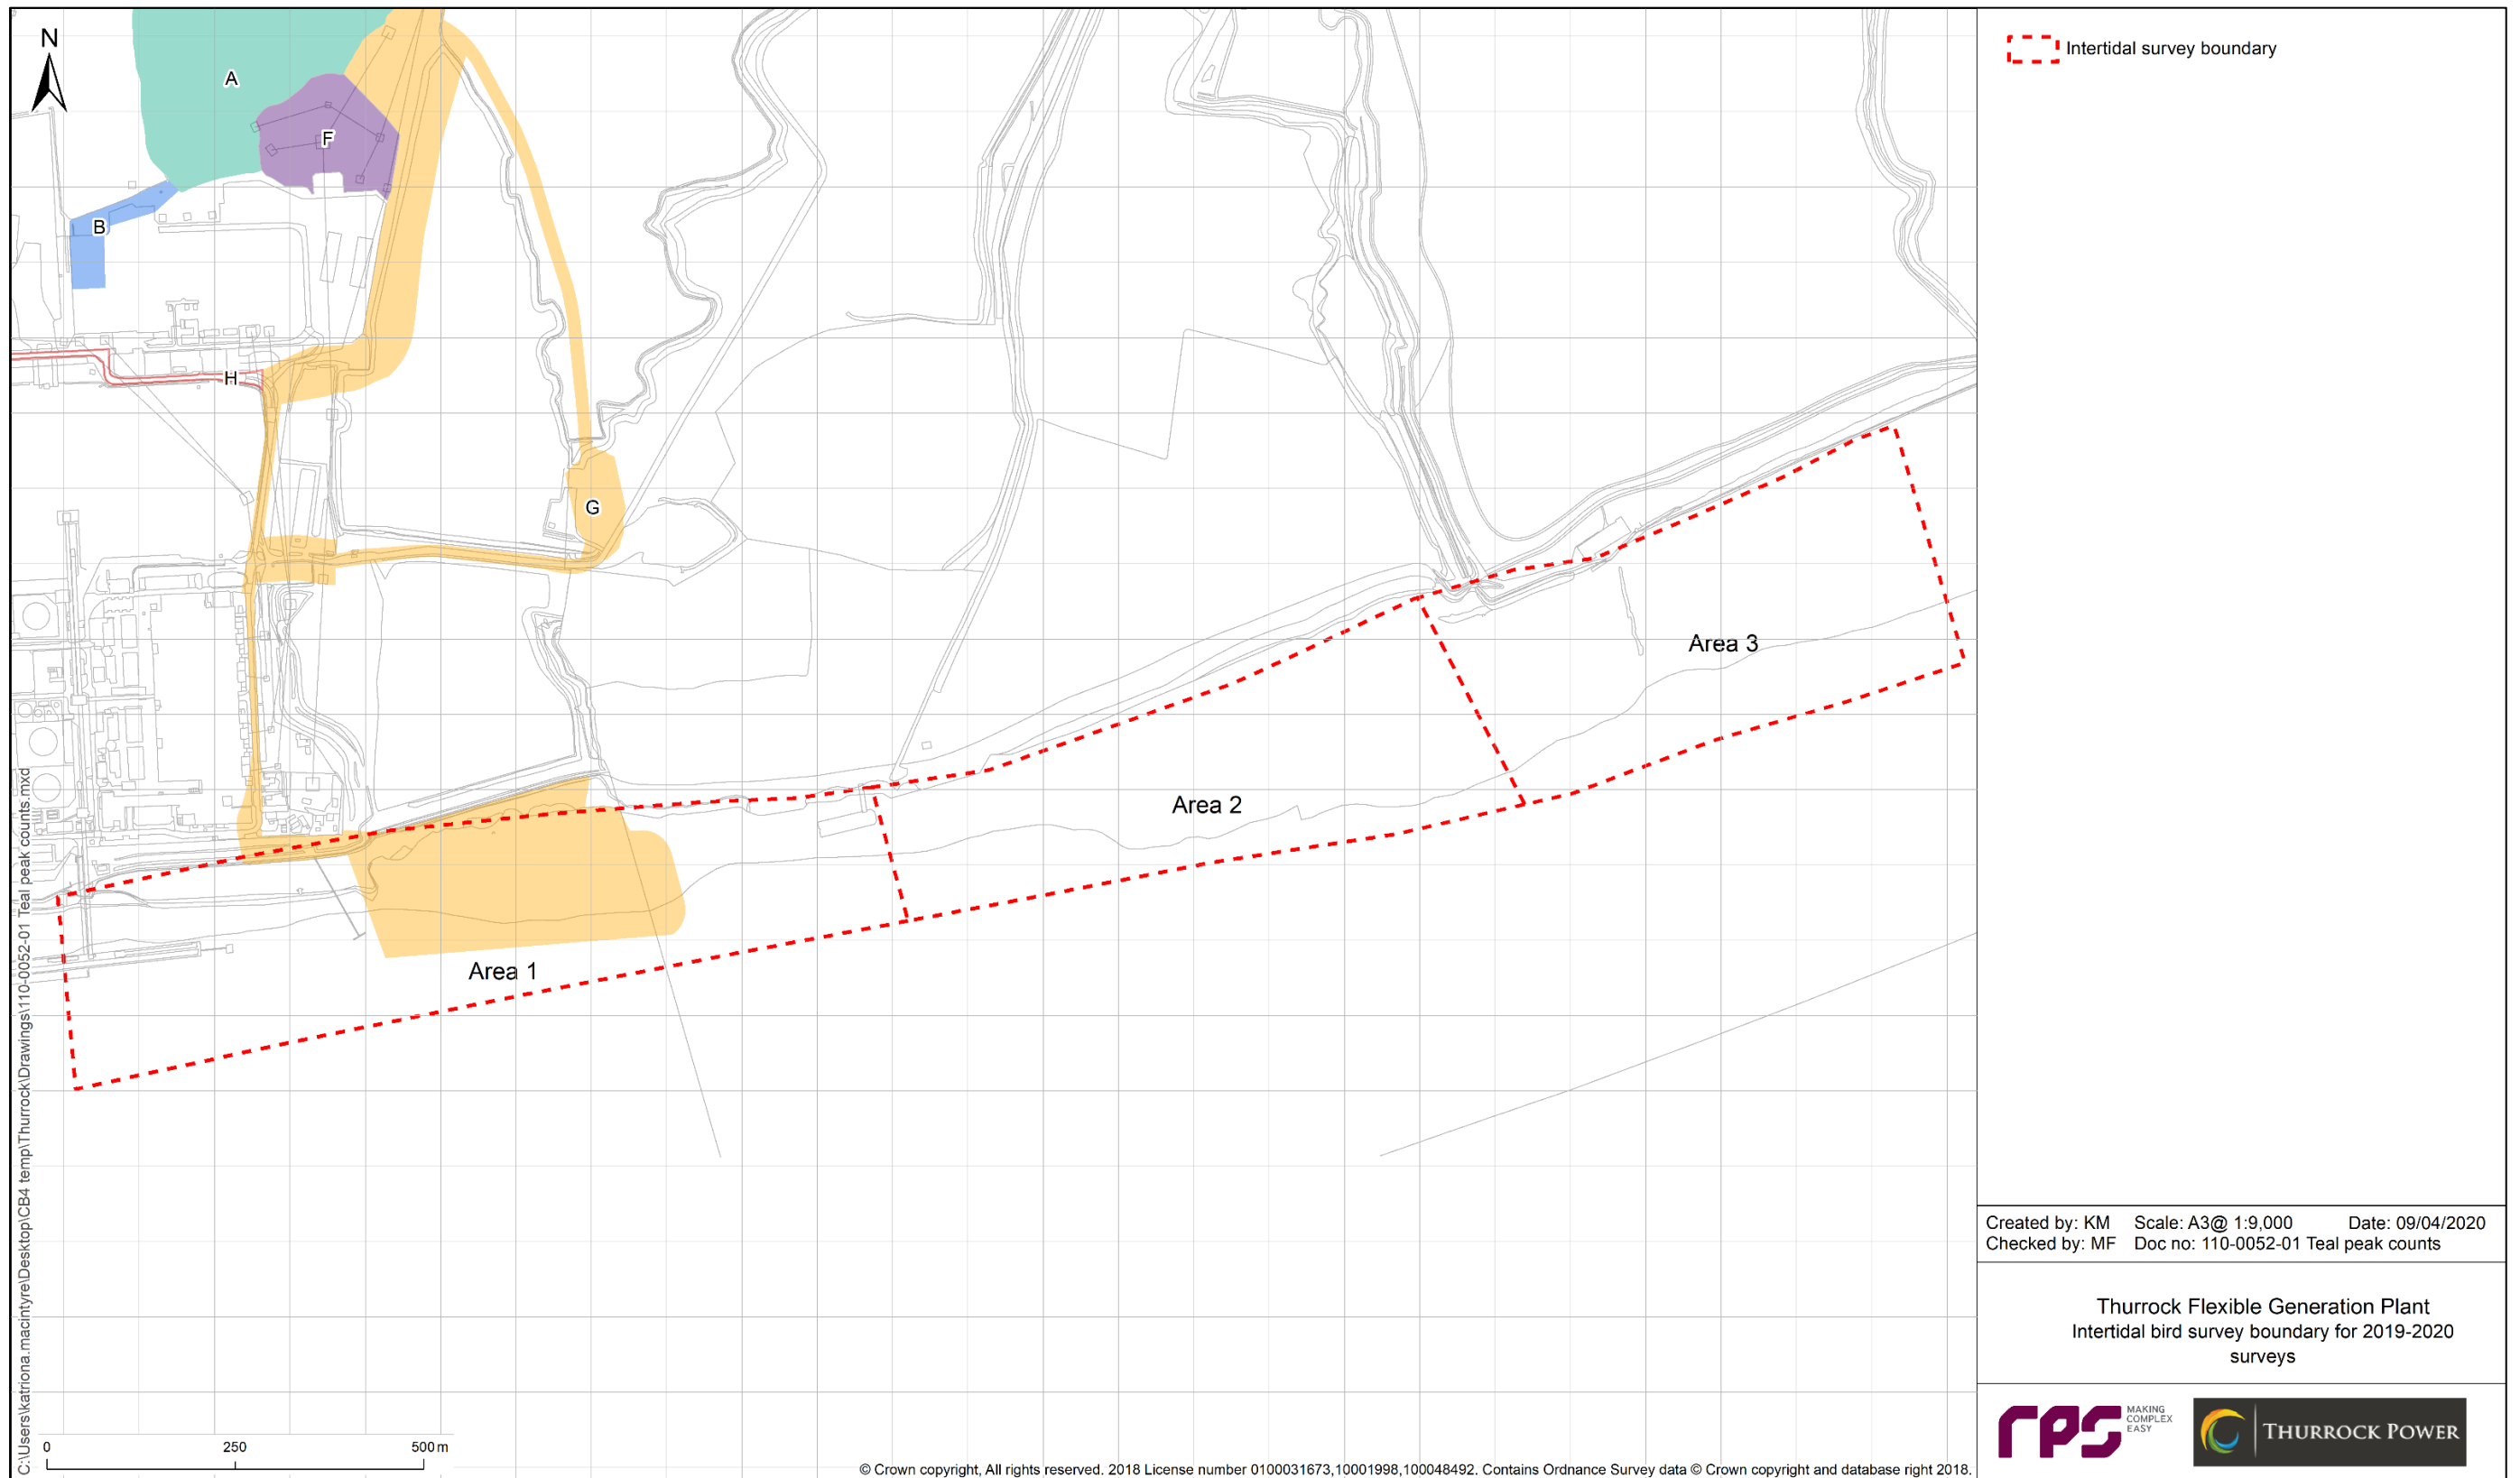 N
A
F
B
H
G
Area 3
Area 2
Area 1
0 250 500 m
C:\Users\katriona.macintyre\Desktop\CB4 temp\Thurrock\Drawings\110-0052-01 Teal peak counts.mxd
© Crown copyright, All rights reserved. 2018 License number 0100031673,10001998,100048492. Contains Ordnance Survey data © Crown copyright and database right 2018.
Intertidal survey boundary
Created by: KM Scale: A3@ 1:9,000 Date: 09/04/2020
Checked by: MF Doc no: 110-0052-01 Teal peak counts
Thurrock Flexible Generation Plant
Intertidal bird survey boundary for 2019-2020
surveys
rps MAKING
COMPLEX
EASY
THURROCK POWER